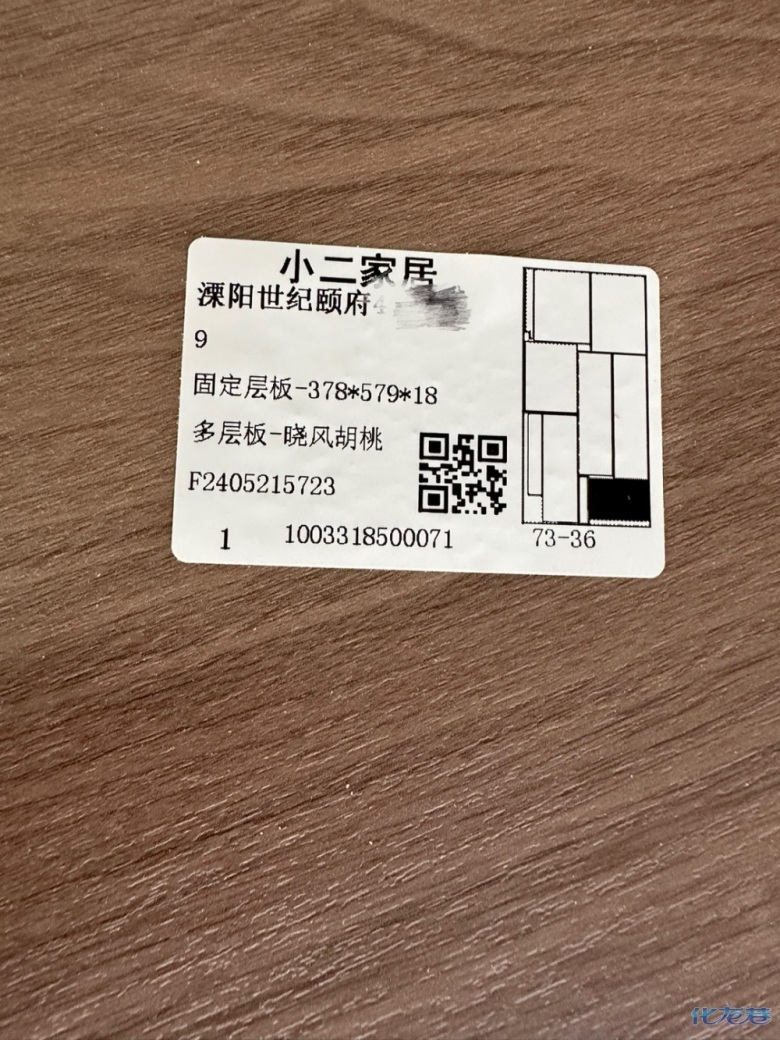 小二家居
溧阳世纪颐府
9
固定层板-378*579*18
多层板-晓风胡桃
F2405215723
1 1003318500071 73-36
化龙巷